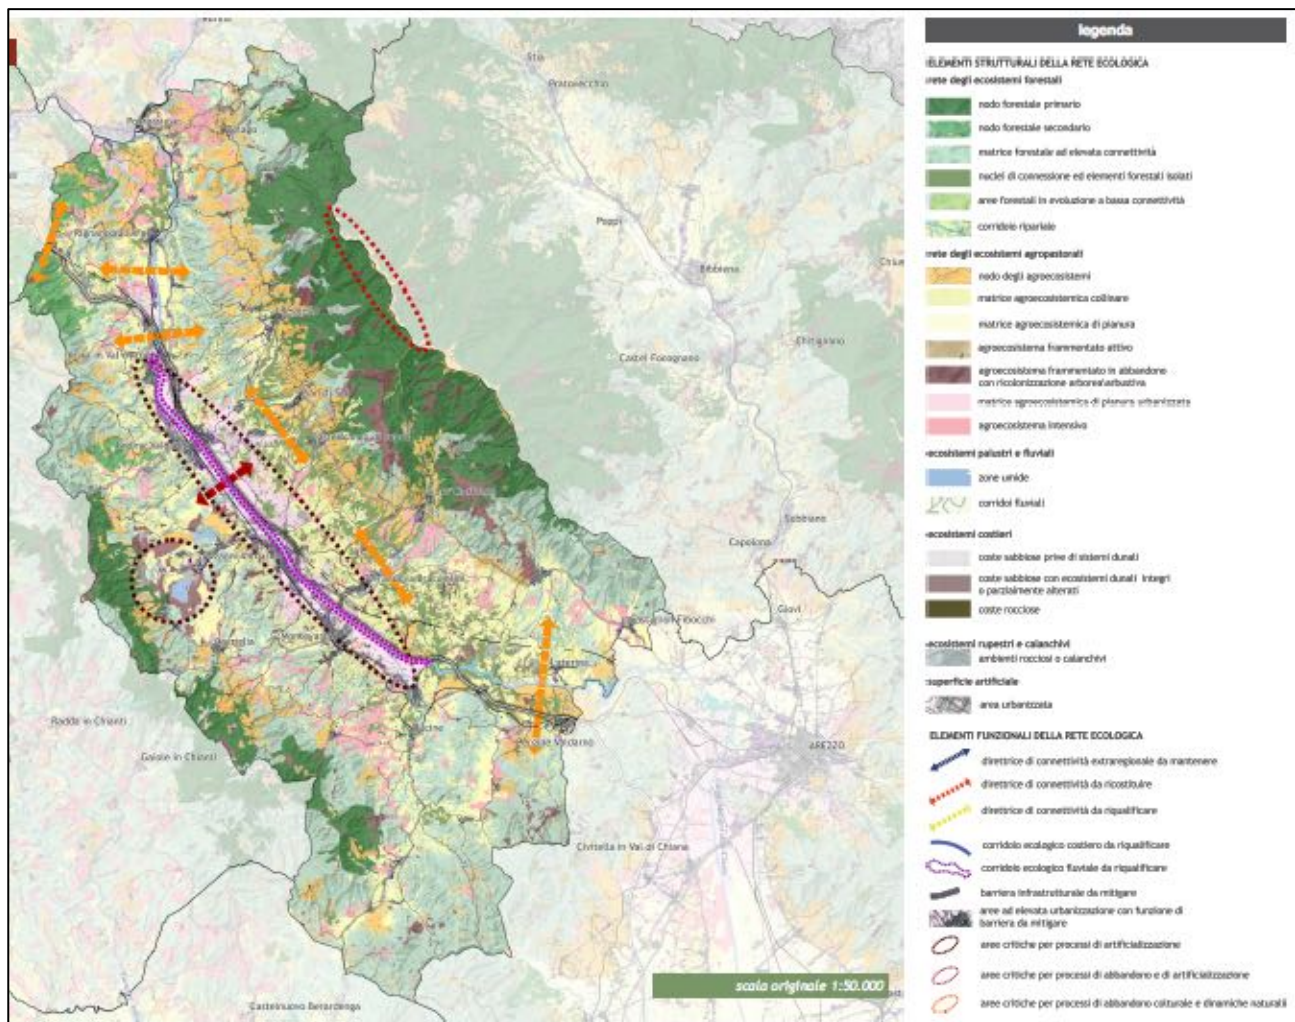 legenda
ELEMENTI STRUTTURALI DELLA RETE ECOLOGICA
rete degli ecosistemi forestali
nodo forestale primario
nodo forestale secondario
matrice forestale ad elevata connettività
nuclei di connessione ed elementi forestali isolati
aree forestali in evoluzione a bassa connettività
corridoio ripariale
rete degli ecosistemi agropastorali
nodo degli agroecosistemi
matrice agroecosistemica collinare
matrice agroecosistemica di pianura
agroecosistema frammentato attivo
agroecosistema frammentato in abbandono
con ricolonizzazione arborea\arbustiva
matrice agroecosistemica di pianura urbanizzata
agroecosistema intensivo
ecosistemi palustri e fluviali
zone umide
corridoi fluviali
ecosistemi costieri
coste sabbiose prive di sistemi dunali
coste sabbiose con ecosistemi dunali integri
o parzialmente alterati
coste rocciose
ecosistemi rupestri e calanchivi
ambienti rocciosi o calanchivi
superficie artificiale
area urbanizzata
ELEMENTI FUNZIONALI DELLA RETE ECOLOGICA
direttrice di connettività extraregionale da mantenere
direttrice di connettività da ricostituire
direttrice di connettività da riqualificare
corridoio ecologico costiero da riqualificare
corridoio ecologico fluviale da riqualificare
barriera infrastrutturale da mitigare
aree ad elevata urbanizzazione con funzione di
barriera da mitigare
aree critiche per processi di artificializzazione
aree critiche per processi di abbandono e di artificializzazione
aree critiche per processi di abbandono colturale e dinamiche naturali
Stia
Pratovecchio
Poppi
Bibbiena
Chitignano
Castel Focognano
Subbiano
Capolona
Giovi
Laterina
AREZZO
Radda in Chianti
Gaiole in Chianti
Civitella in Val di Chiana
Castelnuovo Berardenga
scala originale 1:50.000